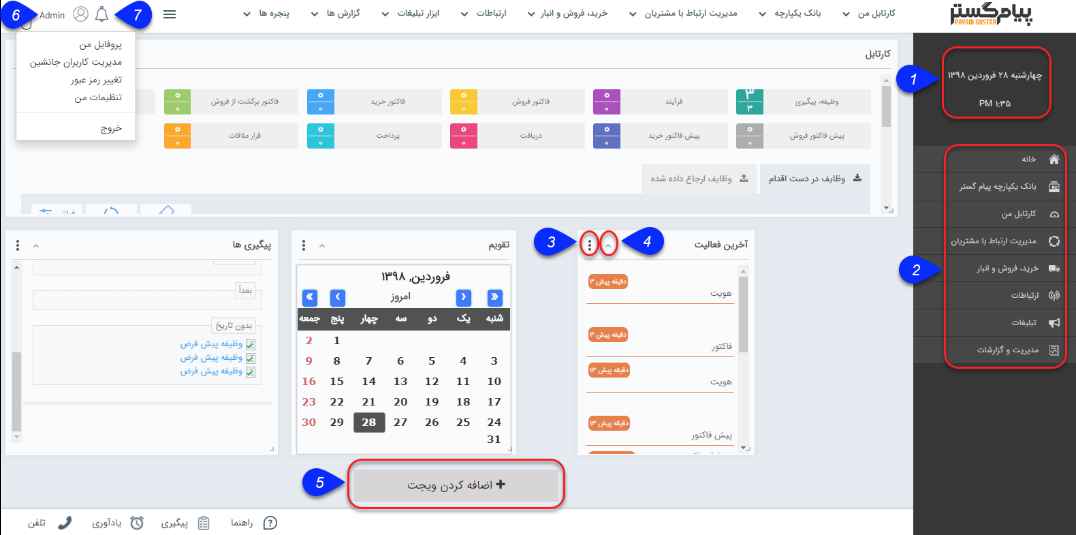 پیام‌گستر
PAYAM GOSTAR
کارتابل من
بانک یکپارچه
مدیریت ارتباط با مشتریان
خرید، فروش و انبار
ارتباطات
ابزار تبلیغات
گزارش ها
پنجره ها
Admin
7
6
پروفایل من
مدیریت کاربران جانشین
تغییر رمز عبور
تنظیمات من
خروج
چهارشنبه ۲۸ فروردین ۱۳۹۸
۱:۳۵ PM
1
خانه
بانک یکپارچه پیام گستر
کارتابل من
مدیریت ارتباط با مشتریان
خرید، فروش و انبار
ارتباطات
تبلیغات
مدیریت و گزارشات
2
کارتابل
وظیفه، پیگیری
۳
۳
فرآیند
۰
۰
فاکتور فروش
۰
۰
فاکتور خرید
۰
۰
فاکتور برگشت از فروش
۰
۰
پیش فاکتور فروش
۰
۰
پیش فاکتور خرید
۰
۰
دریافت
۰
۰
پرداخت
۰
۰
قرار ملاقات
۰
۰
وظایف در دست اقدام
وظایف ارجاع داده شده
آخرین فعالیت
4
3
۳ دقیقه پیش
هویت
۱۳ دقیقه پیش
فاکتور
۱۳ دقیقه پیش
هویت
۱۳ دقیقه پیش
پیش فاکتور
تقویم
فروردین, ۱۳۹۸
« ‹ امروز › »
شنبه یک دو سه چهار پنج جمعه
1 2
3 4 5 6 7 8 9
10 11 12 13 14 15 16
17 18 19 20 21 22 23
24 25 26 27 28 29 30
31
پیگیری ها
بعداً
بدون تاریخ
وظیفه پیش فرض
وظیفه پیش فرض
وظیفه پیش فرض
5
+ اضافه کردن ویجت
راهنما
پیگیری
یادآوری
تلفن